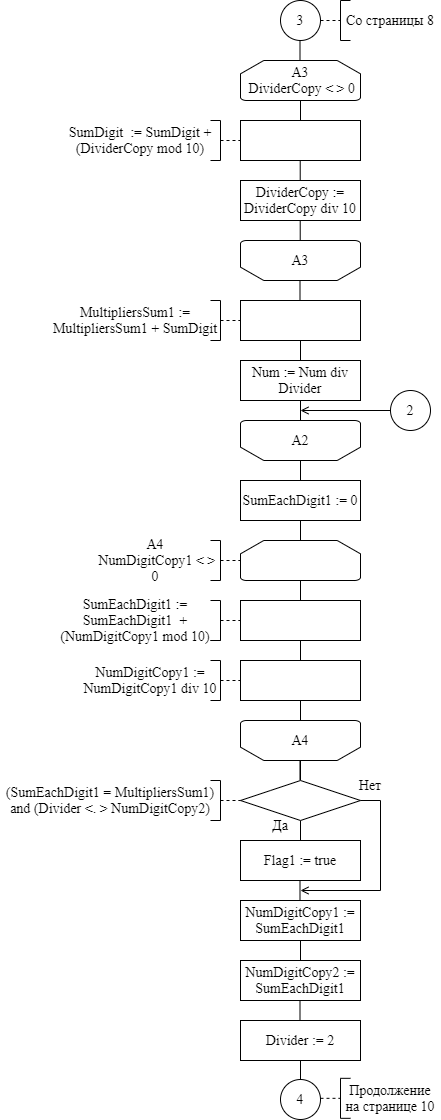 3
Со страницы 8
A3
DividerCopy < > 0
SumDigit := SumDigit +
(DividerCopy mod 10)
DividerCopy :=
DividerCopy div 10
A3
MultipliersSum1 :=
MultipliersSum1 + SumDigit
Num := Num div
Divider
2
A2
SumEachDigit1 := 0
A4
NumDigitCopy1 < >
0
SumEachDigit1 :=
SumEachDigit1 +
(NumDigitCopy1 mod 10)
NumDigitCopy1 :=
NumDigitCopy1 div 10
A4
(SumEachDigit1 = MultipliersSum1)
and (Divider <. > NumDigitCopy2)
Нет
Да
Flag1 := true
NumDigitCopy1 :=
SumEachDigit1
NumDigitCopy2 :=
SumEachDigit1
Divider := 2
4
Продолжение
на странице 10